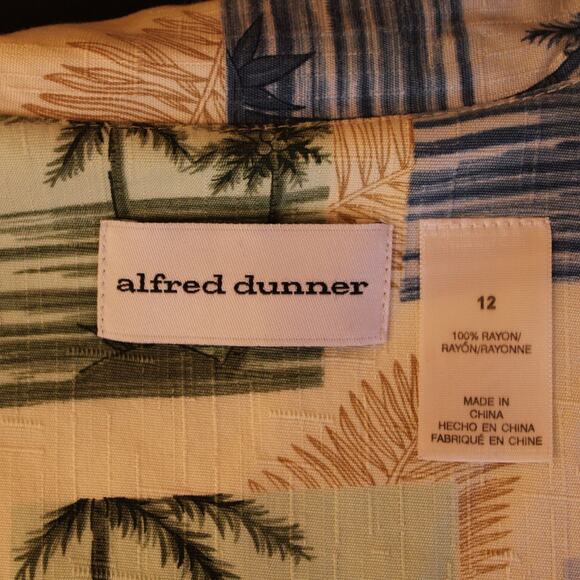 alfred dunner
12
100% RAYON/
RAYÓN/RAYONNE
MADE IN
CHINA
HECHO EN CHINA
FABRIQUÉ EN CHINE